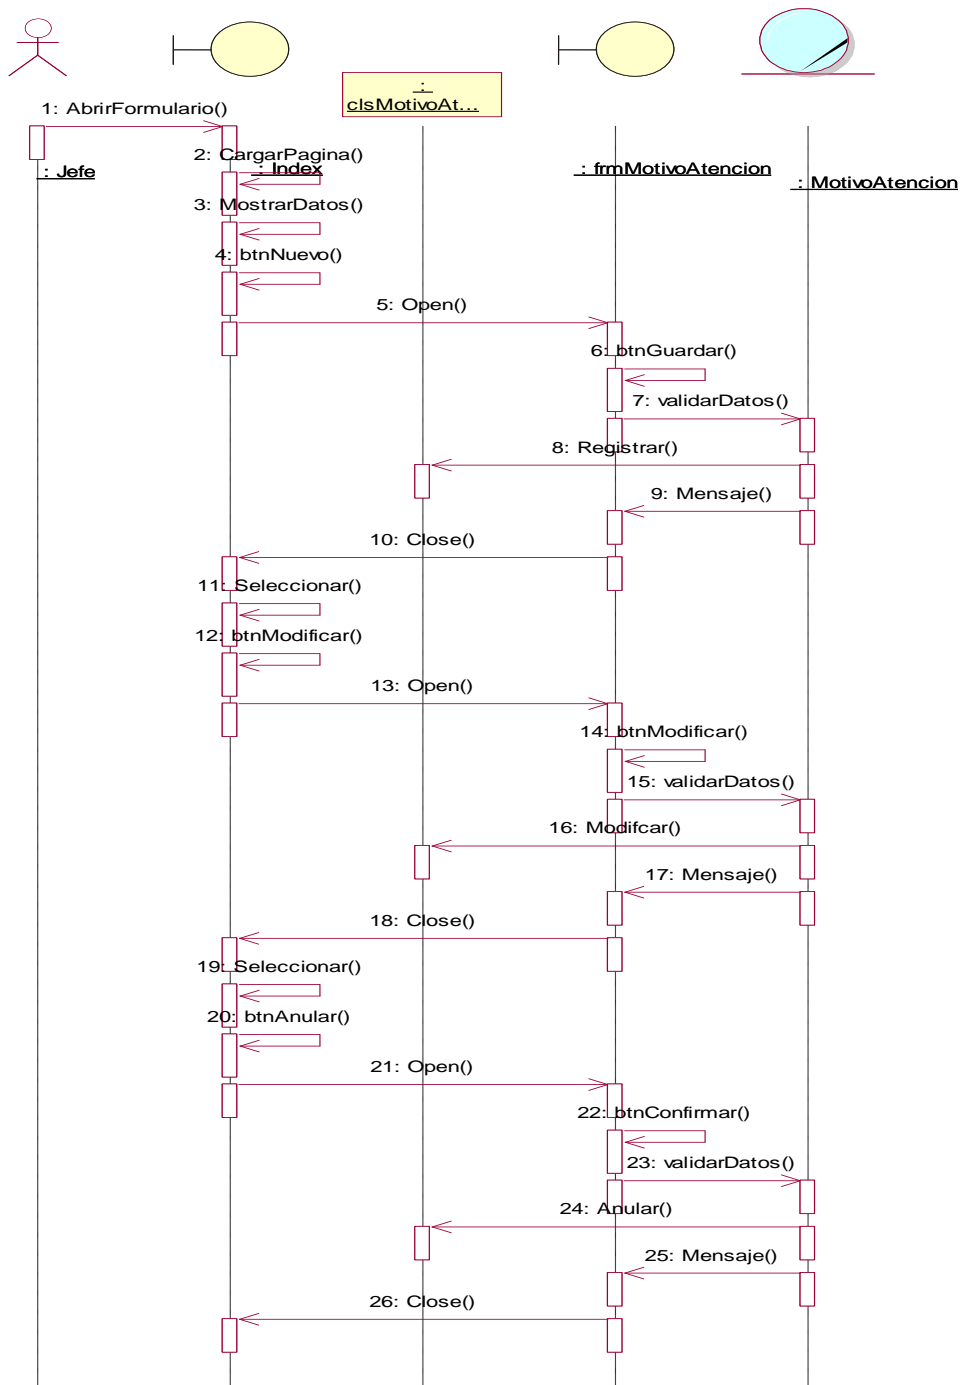 :
clsMotivoAt...
1: AbrirFormulario()
2: CargarPagina()
: Jefe
: Index
: frmMotivoAtencion
: MotivoAtencion
3: MostrarDatos()
4: btnNuevo()
5: Open()
6: btnGuardar()
7: validarDatos()
8: Registrar()
9: Mensaje()
10: Close()
11: Seleccionar()
12: btnModificar()
13: Open()
14: btnModificar()
15: validarDatos()
16: Modifcar()
17: Mensaje()
18: Close()
19: Seleccionar()
20: btnAnular()
21: Open()
22: btnConfirmar()
23: validarDatos()
24: Anular()
25: Mensaje()
26: Close()